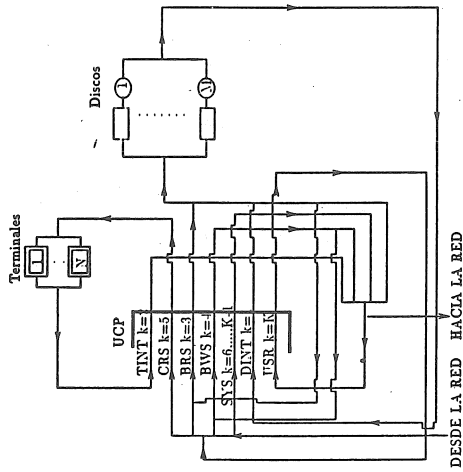 Terminales
1
N
Discos
1
M
UCP
TINT k=
CRS k=5
BRS k=3
BWS k=4
SYS k=6,....K-1
DINT k=
USR k=K
DESDE LA RED
HACIA LA RED